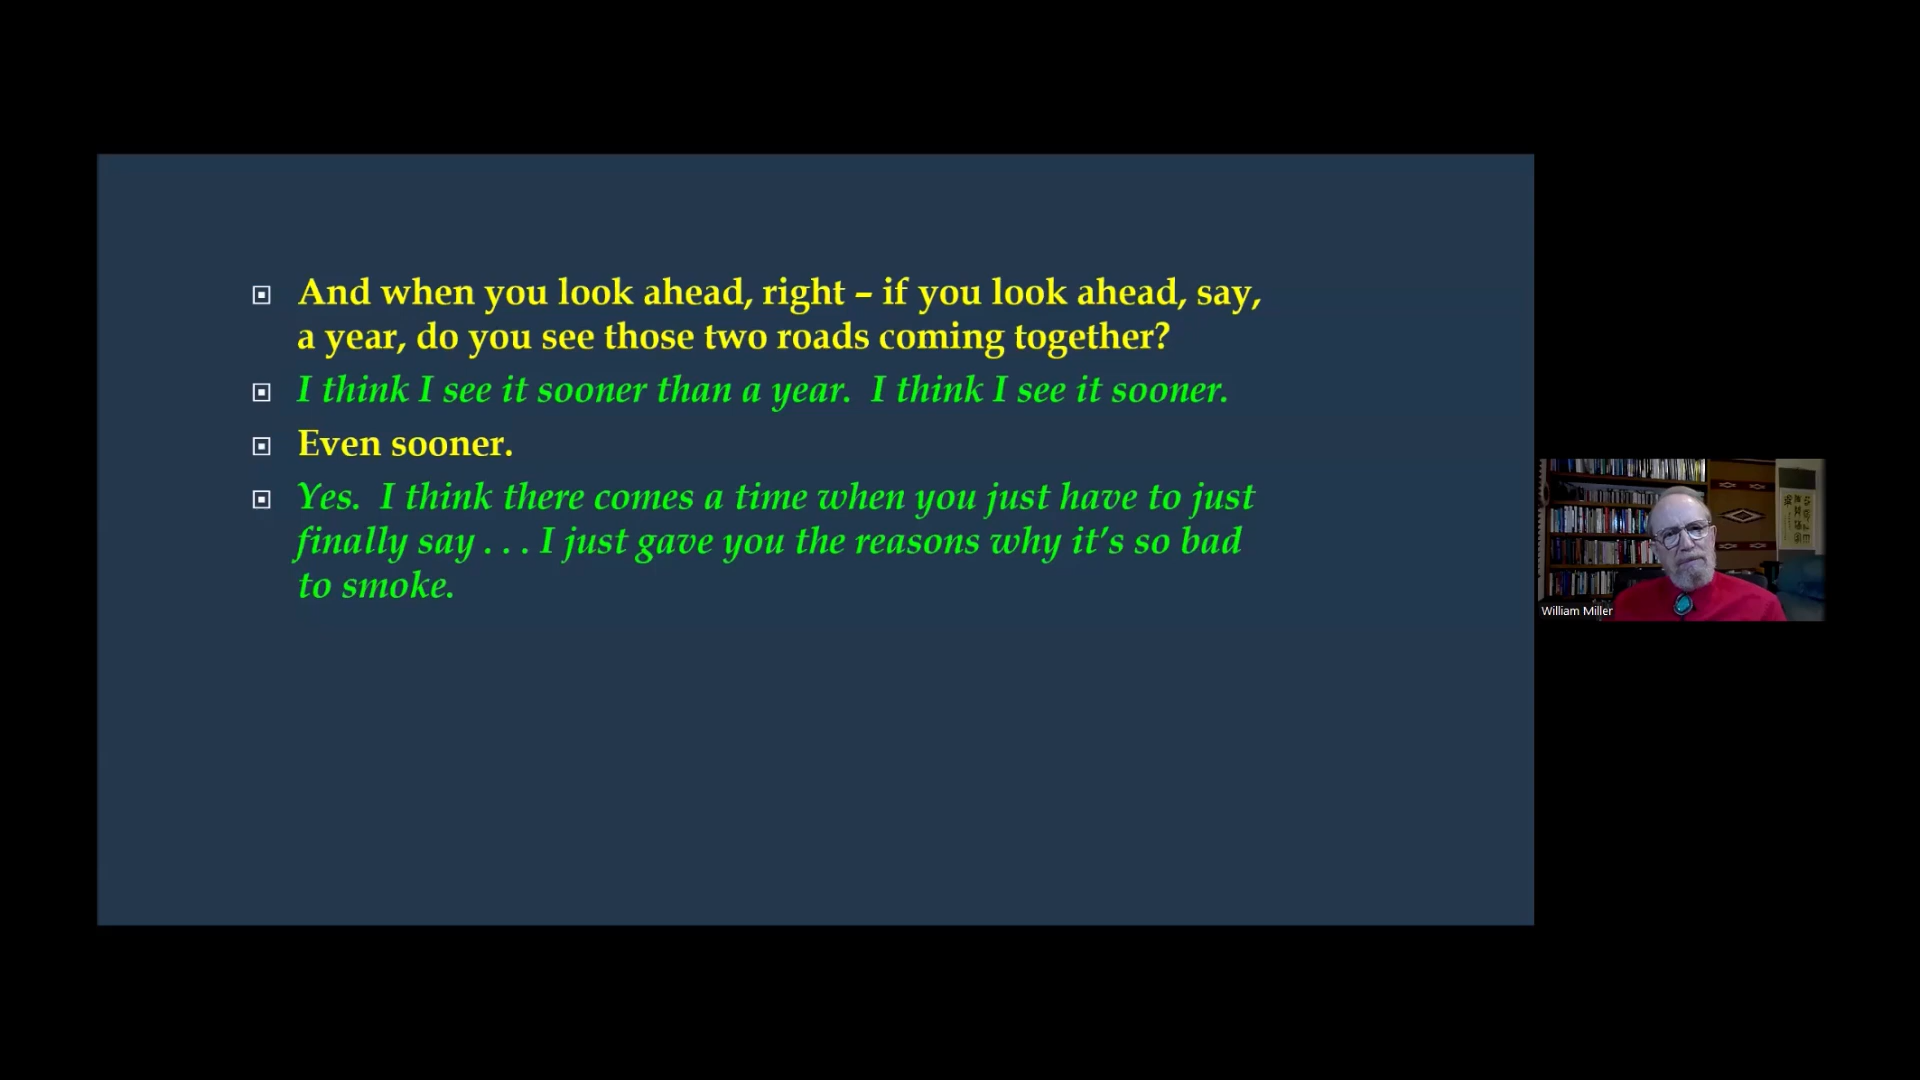 And when you look ahead, right – if you look ahead, say,
a year, do you see those two roads coming together?
I think I see it sooner than a year.  I think I see it sooner.
Even sooner.
Yes.  I think there comes a time when you just have to just
finally say . . . I just gave you the reasons why it’s so bad
to smoke.
William Miller